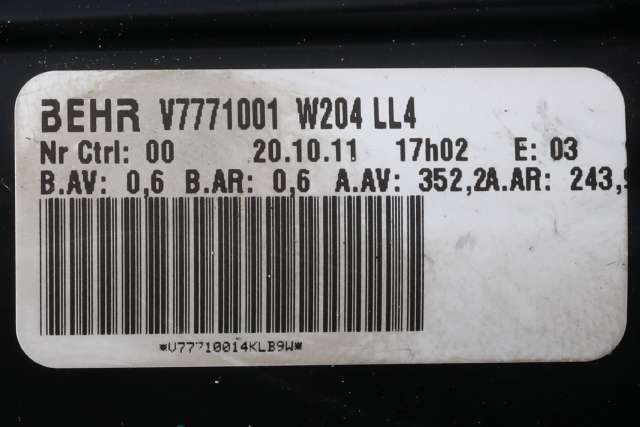 BEHR V7771001 W204 LL4
Nr Ctrl: 00 20.10.11 17h02 E: 03
B.AV: 0,6 B.AR: 0,6 A.AV: 352,2A.AR: 243,9
*V77710014KLB9W*